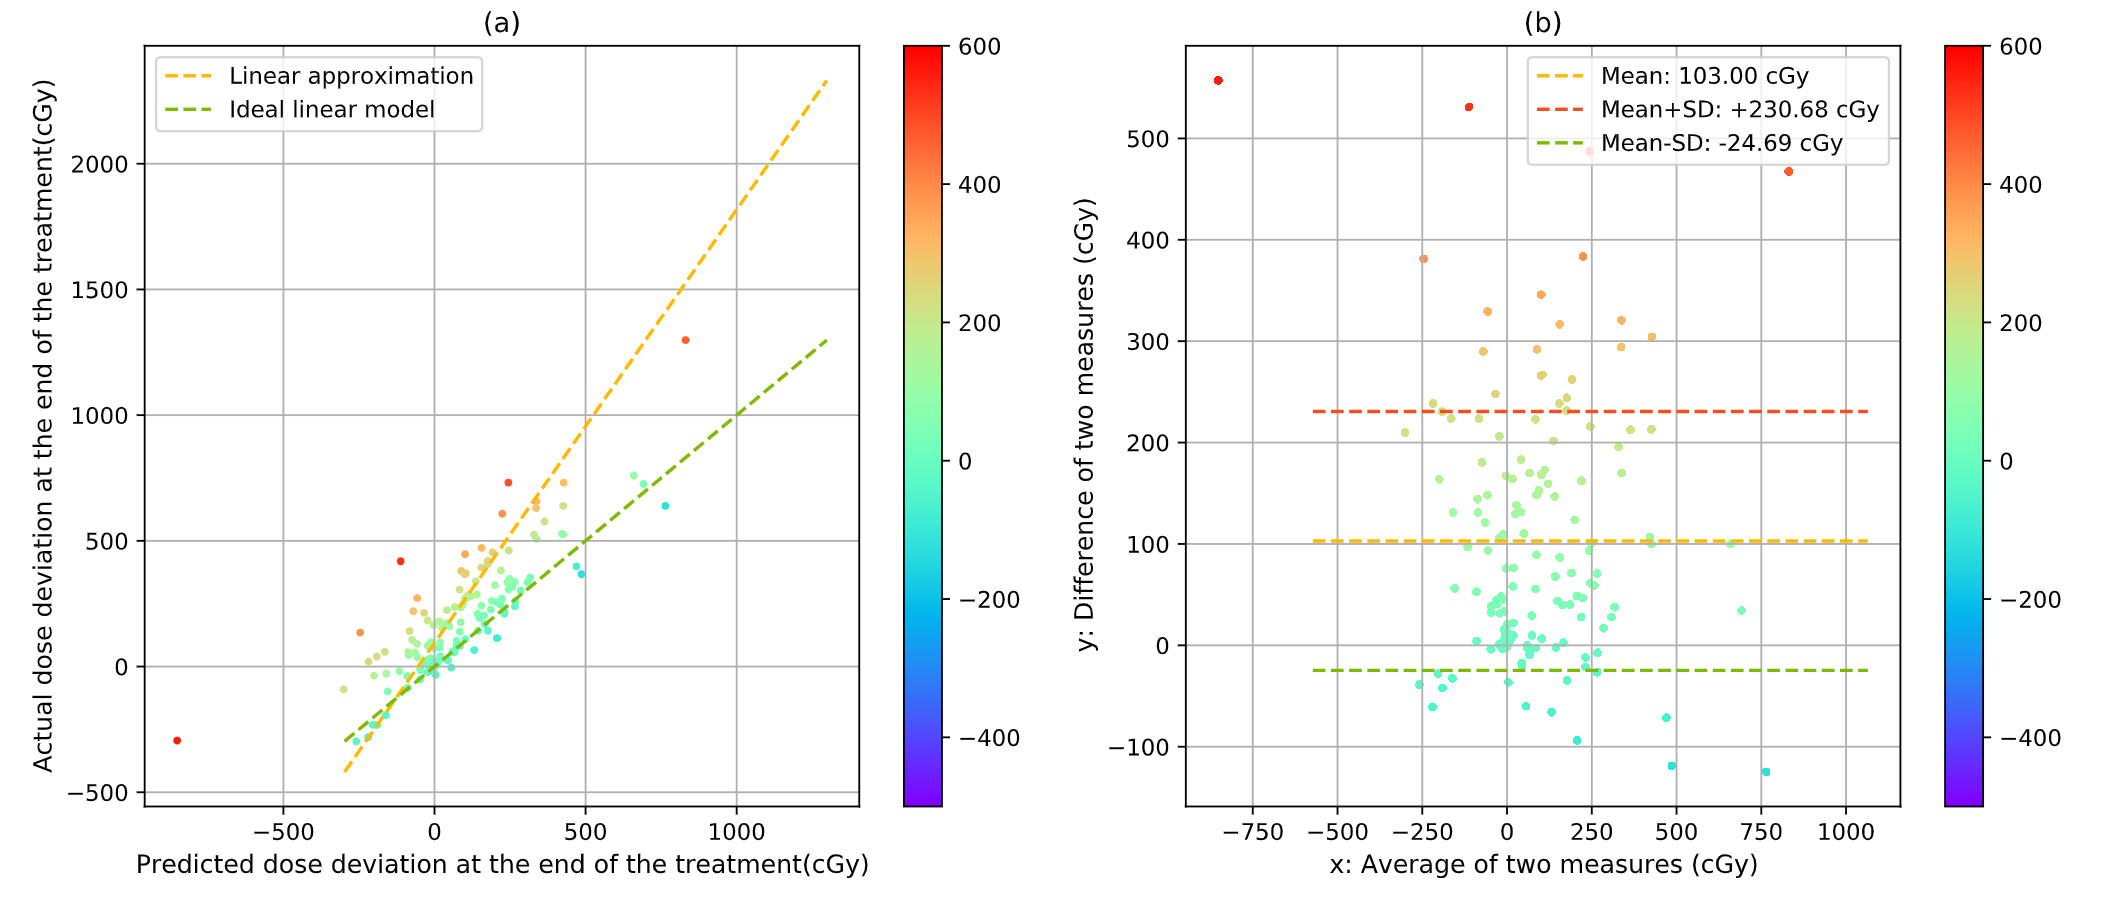 (a)
Linear approximation
Ideal linear model
Actual dose deviation at the end of the treatment(cGy)
2000
1500
1000
500
0
−500
−500 0 500 1000
Predicted dose deviation at the end of the treatment(cGy)
600
400
200
0
−200
−400
(b)
Mean: 103.00 cGy
Mean+SD: +230.68 cGy
Mean-SD: -24.69 cGy
y: Difference of two measures (cGy)
500
400
300
200
100
0
−100
−750 −500 −250 0 250 500 750 1000
x: Average of two measures (cGy)
600
400
200
0
−200
−400